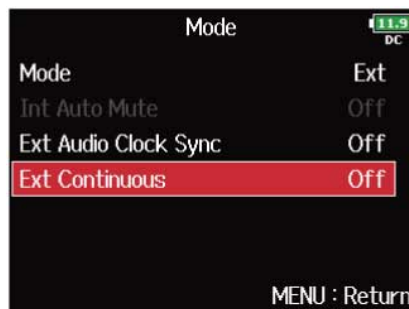 Mode
11.9
DC
Mode Ext
Int Auto Mute Off
Ext Audio Clock Sync Off
Ext Continuous Off
MENU : Return